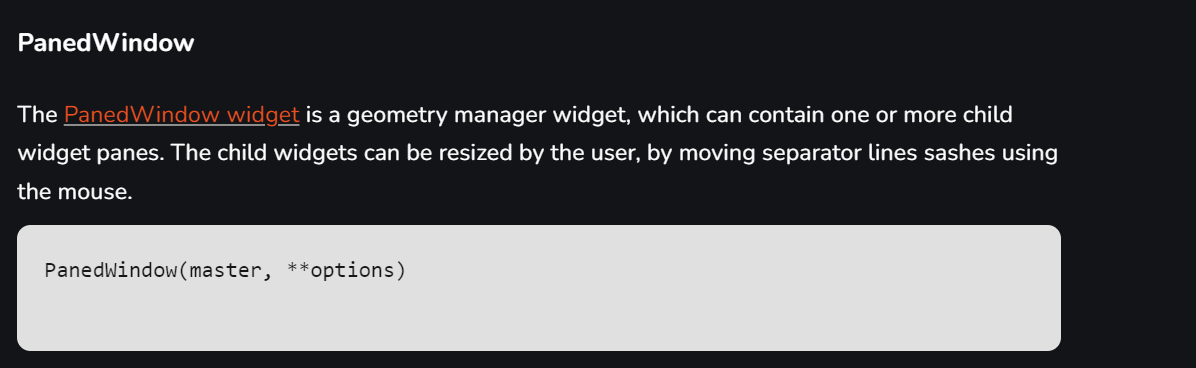 PanedWindow
The PanedWindow widget is a geometry manager widget, which can contain one or more child
widget panes. The child widgets can be resized by the user, by moving separator lines sashes using
the mouse.
PanedWindow(master, **options)